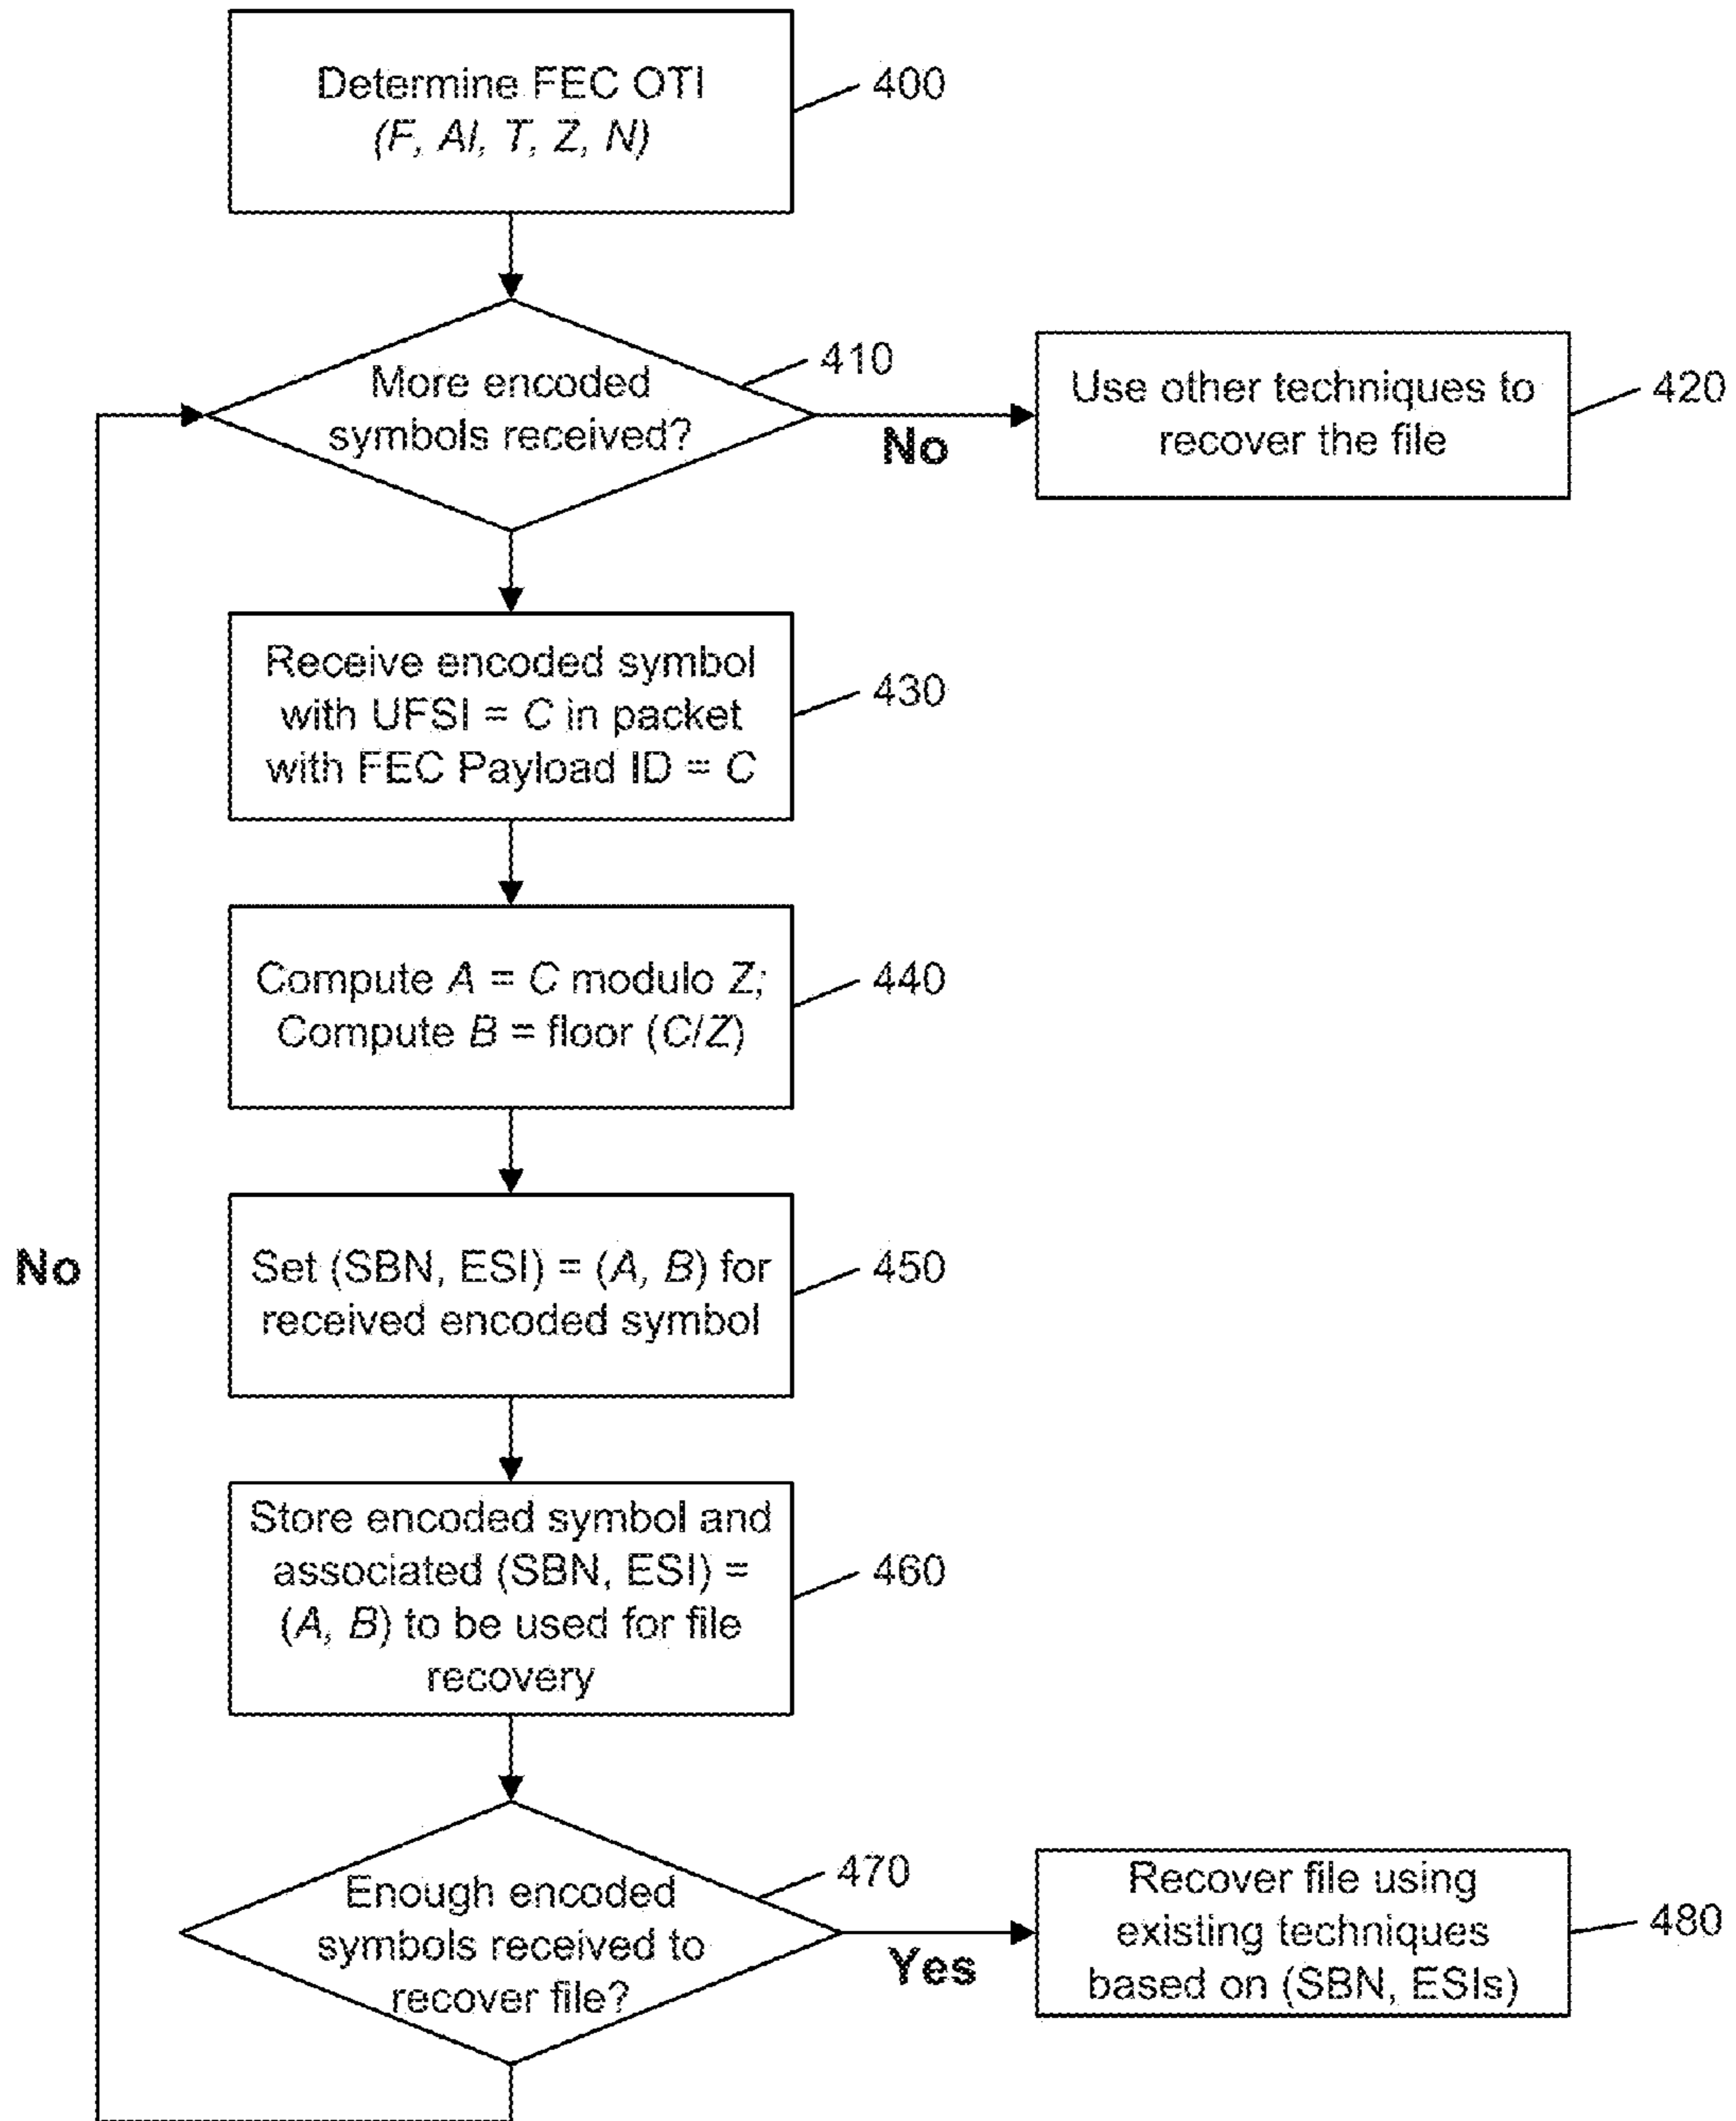 Determine FEC OTI
(F, Al, T, Z, N)
400
More encoded
symbols received?
410
No
Use other techniques to
recover the file
420
Receive encoded symbol
with UFSI = C in packet
with FEC Payload ID = C
430
Compute A = C modulo Z;
Compute B = floor (C/Z)
440
Set (SBN, ESI) = (A, B) for
received encoded symbol
450
No
Store encoded symbol and
associated (SBN, ESI) =
(A, B) to be used for file
recovery
460
Enough encoded
symbols received to
recover file?
470
Yes
Recover file using
existing techniques
based on (SBN, ESIs)
480